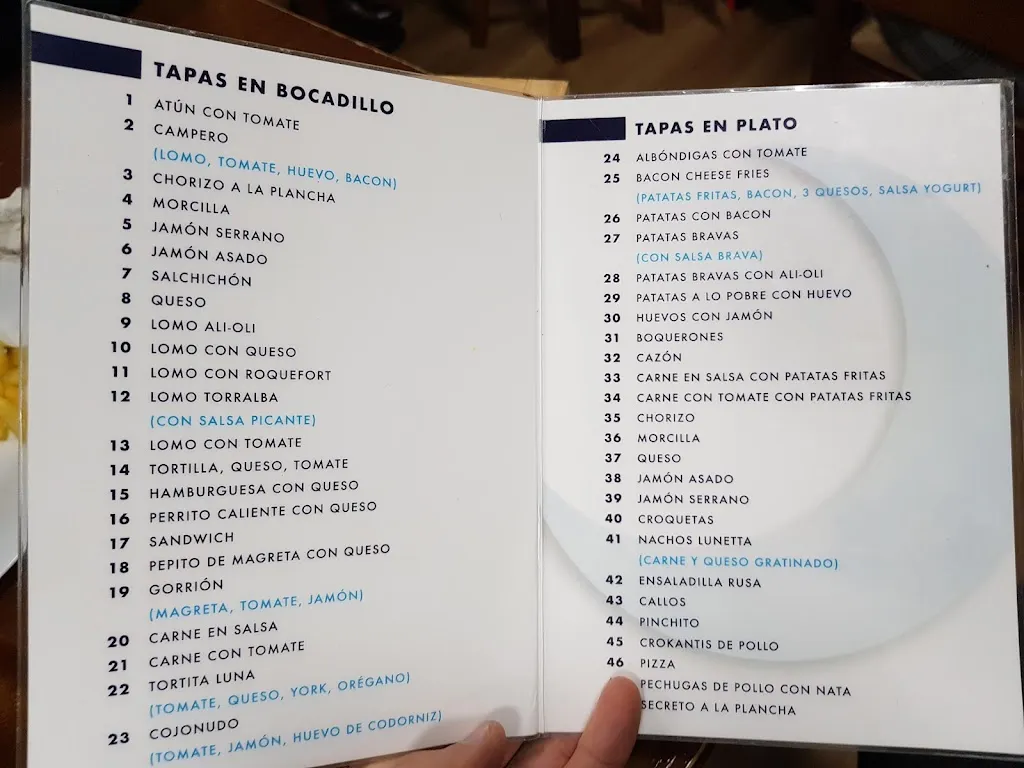 TAPAS EN BOCADILLO
1 ATÚN CON TOMATE
2 CAMPERO
(LOMO, TOMATE, HUEVO, BACON)
3 CHORIZO A LA PLANCHA
4 MORCILLA
5 JAMÓN SERRANO
6 JAMÓN ASADO
7 SALCHICHÓN
8 QUESO
9 LOMO ALI-OLI
10 LOMO CON QUESO
11 LOMO CON ROQUEFORT
12 LOMO TORRALBA
(CON SALSA PICANTE)
13 LOMO CON TOMATE
14 TORTILLA, QUESO, TOMATE
15 HAMBURGUESA CON QUESO
16 PERRITO CALIENTE CON QUESO
17 SANDWICH
18 PEPITO DE MAGRETA CON QUESO
19 GORRIÓN
(MAGRETA, TOMATE, JAMÓN)
20 CARNE EN SALSA
21 CARNE CON TOMATE
22 TORTITA LUNA
(TOMATE, QUESO, YORK, ORÉGANO)
23 COJONUDO
(TOMATE, JAMÓN, HUEVO DE CODORNIZ)
TAPAS EN PLATO
24 ALBÓNDIGAS CON TOMATE
25 BACON CHEESE FRIES
(PATATAS FRITAS, BACON, 3 QUESOS, SALSA YOGURT)
26 PATATAS CON BACON
27 PATATAS BRAVAS
(CON SALSA BRAVA)
28 PATATAS BRAVAS CON ALI-OLI
29 PATATAS A LO POBRE CON HUEVO
30 HUEVOS CON JAMÓN
31 BOQUERONES
32 CAZÓN
33 CARNE EN SALSA CON PATATAS FRITAS
34 CARNE CON TOMATE CON PATATAS FRITAS
35 CHORIZO
36 MORCILLA
37 QUESO
38 JAMÓN ASADO
39 JAMÓN SERRANO
40 CROQUETAS
41 NACHOS LUNETTA
(CARNE Y QUESO GRATINADO)
42 ENSALADILLA RUSA
43 CALLOS
44 PINCHITO
45 CROKANTIS DE POLLO
46 PIZZA
PECHUGAS DE POLLO CON NATA
SECRETO A LA PLANCHA